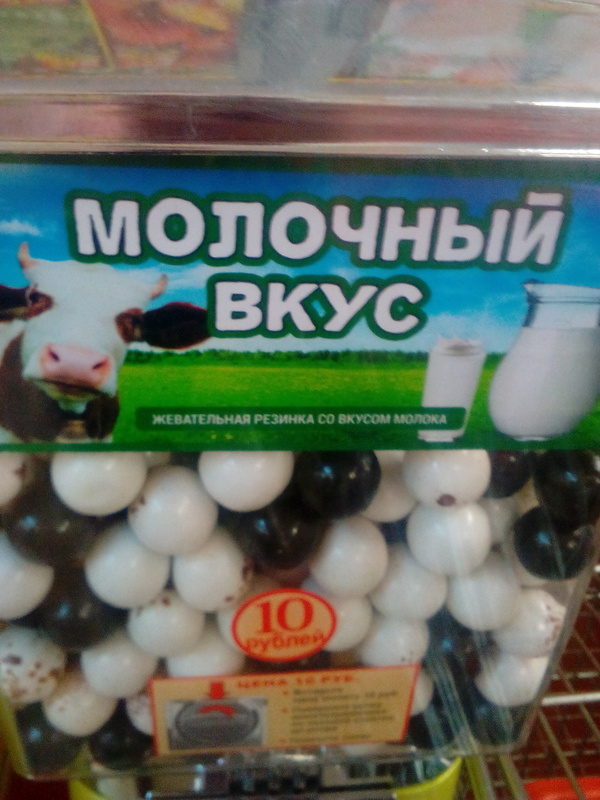 МОЛОЧНЫЙ
ВКУС
ЖЕВАТЕЛЬНАЯ РЕЗИНКА СО ВКУСОМ МОЛОКА
10
рублей
ЦЕНА 10 РУБ.